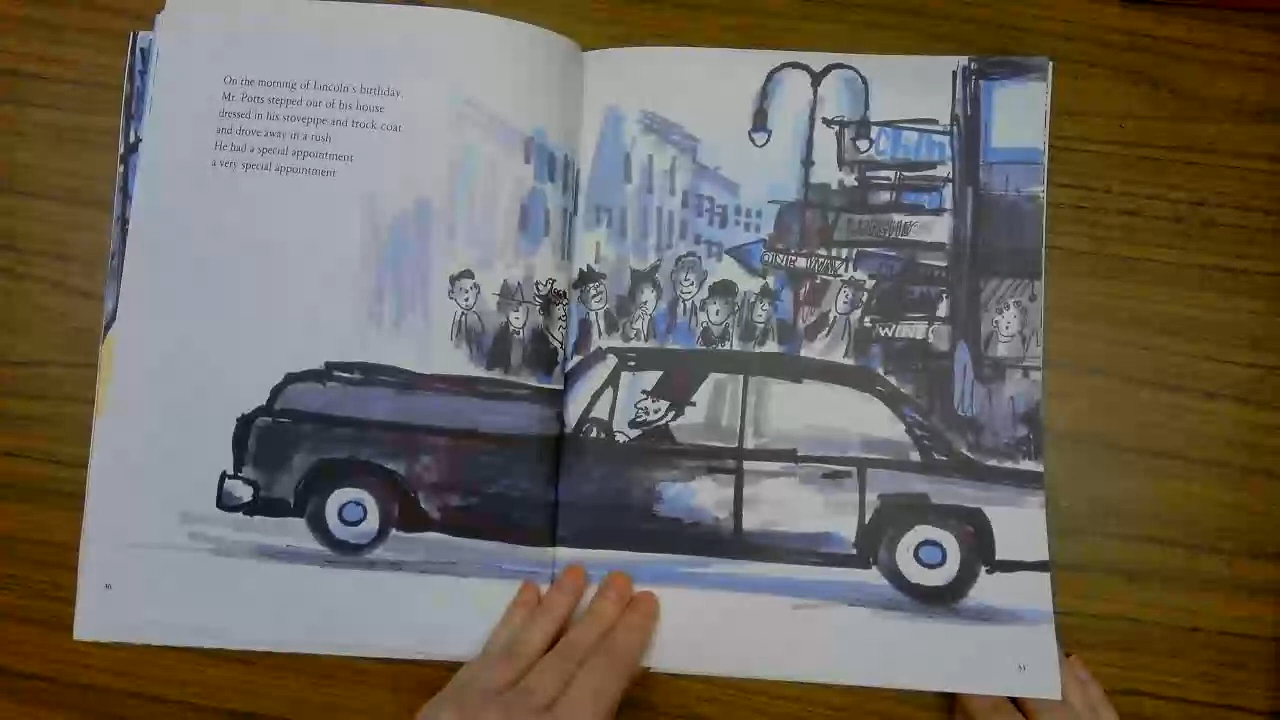 On the morning of Lincoln's birthday,
Mr. Potts stepped out of his house
dressed in his stovepipe and frock coat
and drove away in a rush
He had a special appointment
a very special appointment
ONE WAY
WINES